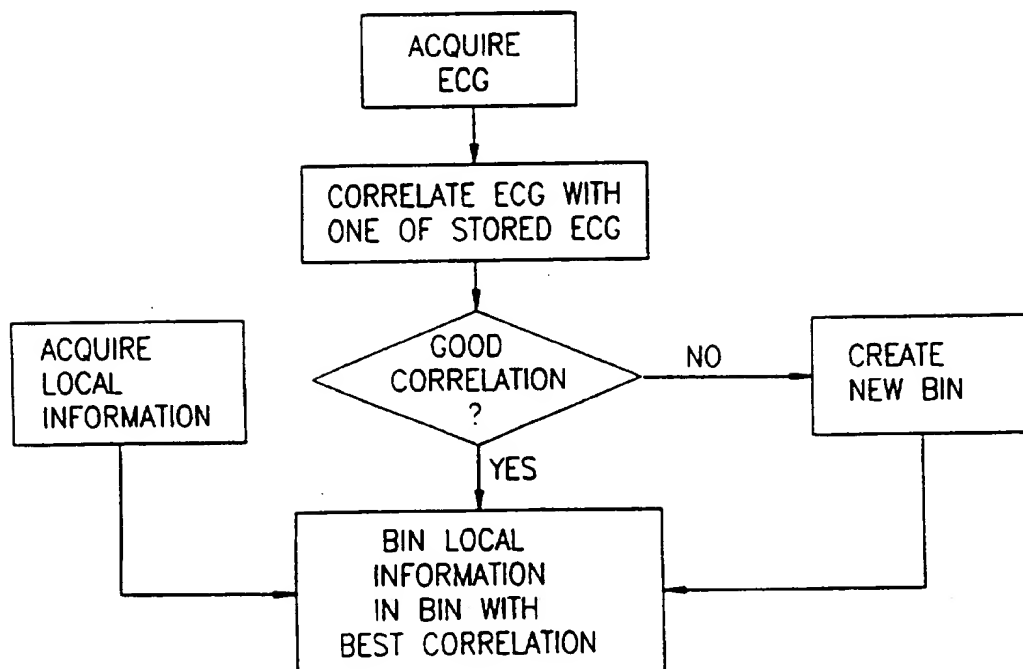 ACQUIRE
ECG
CORRELATE ECG WITH
ONE OF STORED ECG
GOOD
CORRELATION
?
NO
YES
ACQUIRE
LOCAL
INFORMATION
CREATE
NEW BIN
BIN LOCAL
INFORMATION
IN BIN WITH
BEST CORRELATION